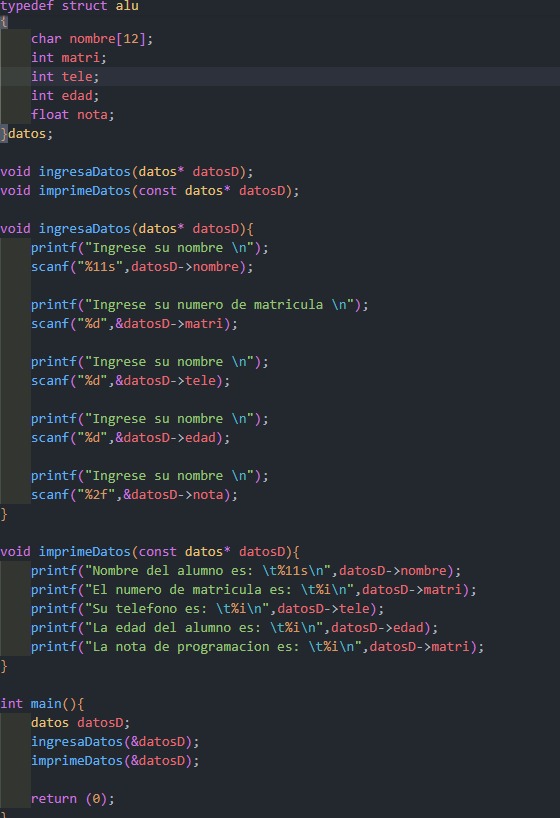 typedef struct alu
{
    char nombre[12];
    int matri;
    int tele;
    int edad;
    float nota;
}datos;

void ingresaDatos(datos* datosD);
void imprimeDatos(const datos* datosD);

void ingresaDatos(datos* datosD){
    printf("Ingrese su nombre \n");
    scanf("%11s",datosD->nombre);

    printf("Ingrese su numero de matricula \n");
    scanf("%d",&datosD->matri);

    printf("Ingrese su nombre \n");
    scanf("%d",&datosD->tele);

    printf("Ingrese su nombre \n");
    scanf("%d",&datosD->edad);

    printf("Ingrese su nombre \n");
    scanf("%2f",&datosD->nota);
}

void imprimeDatos(const datos* datosD){
    printf("Nombre del alumno es: \t%11s\n",datosD->nombre);
    printf("El numero de matricula es: \t%i\n",datosD->matri);
    printf("Su telefono es: \t%i\n",datosD->tele);
    printf("La edad del alumno es: \t%i\n",datosD->edad);
    printf("La nota de programacion es: \t%i\n",datosD->matri);
}

int main(){
    datos datosD;
    ingresaDatos(&datosD);
    imprimeDatos(&datosD);

    return (0);
}